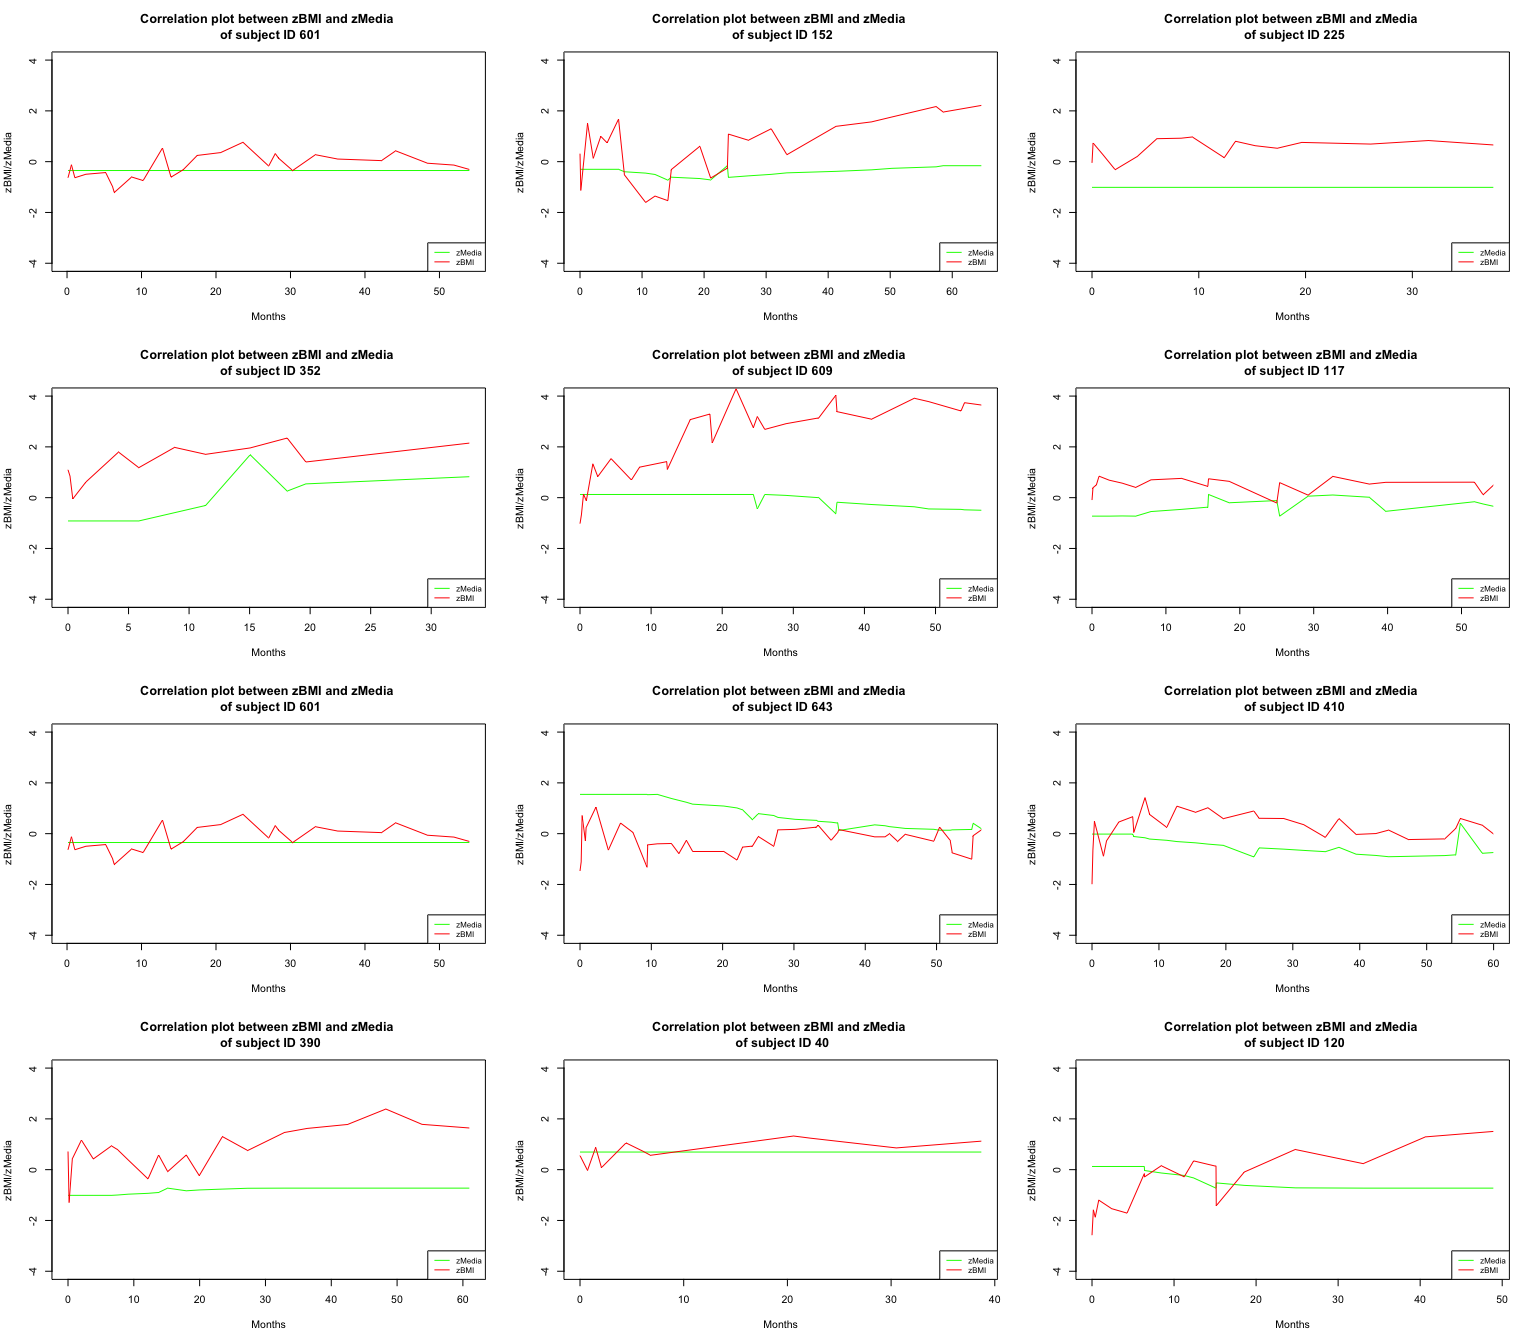 Correlation plot between zBMI and zMedia
of subject ID 601
zBMI/zMedia
4
2
0
-2
-4
zMedia
zBMI
0 10 20 30 40 50
Months
Correlation plot between zBMI and zMedia
of subject ID 152
zBMI/zMedia
4
2
0
-2
-4
zMedia
zBMI
0 10 20 30 40 50 60
Months
Correlation plot between zBMI and zMedia
of subject ID 225
zBMI/zMedia
4
2
0
-2
-4
zMedia
zBMI
0 10 20 30
Months
Correlation plot between zBMI and zMedia
of subject ID 352
zBMI/zMedia
4
2
0
-2
-4
zMedia
zBMI
0 5 10 15 20 25 30
Months
Correlation plot between zBMI and zMedia
of subject ID 609
zBMI/zMedia
4
2
0
-2
-4
zMedia
zBMI
0 10 20 30 40 50
Months
Correlation plot between zBMI and zMedia
of subject ID 117
zBMI/zMedia
4
2
0
-2
-4
zMedia
zBMI
0 10 20 30 40 50
Months
Correlation plot between zBMI and zMedia
of subject ID 601
zBMI/zMedia
4
2
0
-2
-4
zMedia
zBMI
0 10 20 30 40 50
Months
Correlation plot between zBMI and zMedia
of subject ID 643
zBMI/zMedia
4
2
0
-2
-4
zMedia
zBMI
0 10 20 30 40 50
Months
Correlation plot between zBMI and zMedia
of subject ID 410
zBMI/zMedia
4
2
0
-2
-4
zMedia
zBMI
0 10 20 30 40 50 60
Months
Correlation plot between zBMI and zMedia
of subject ID 390
zBMI/zMedia
4
2
0
-2
-4
zMedia
zBMI
0 10 20 30 40 50 60
Months
Correlation plot between zBMI and zMedia
of subject ID 40
zBMI/zMedia
4
2
0
-2
-4
zMedia
zBMI
0 10 20 30 40
Months
Correlation plot between zBMI and zMedia
of subject ID 120
zBMI/zMedia
4
2
0
-2
-4
zMedia
zBMI
0 10 20 30 40 50
Months